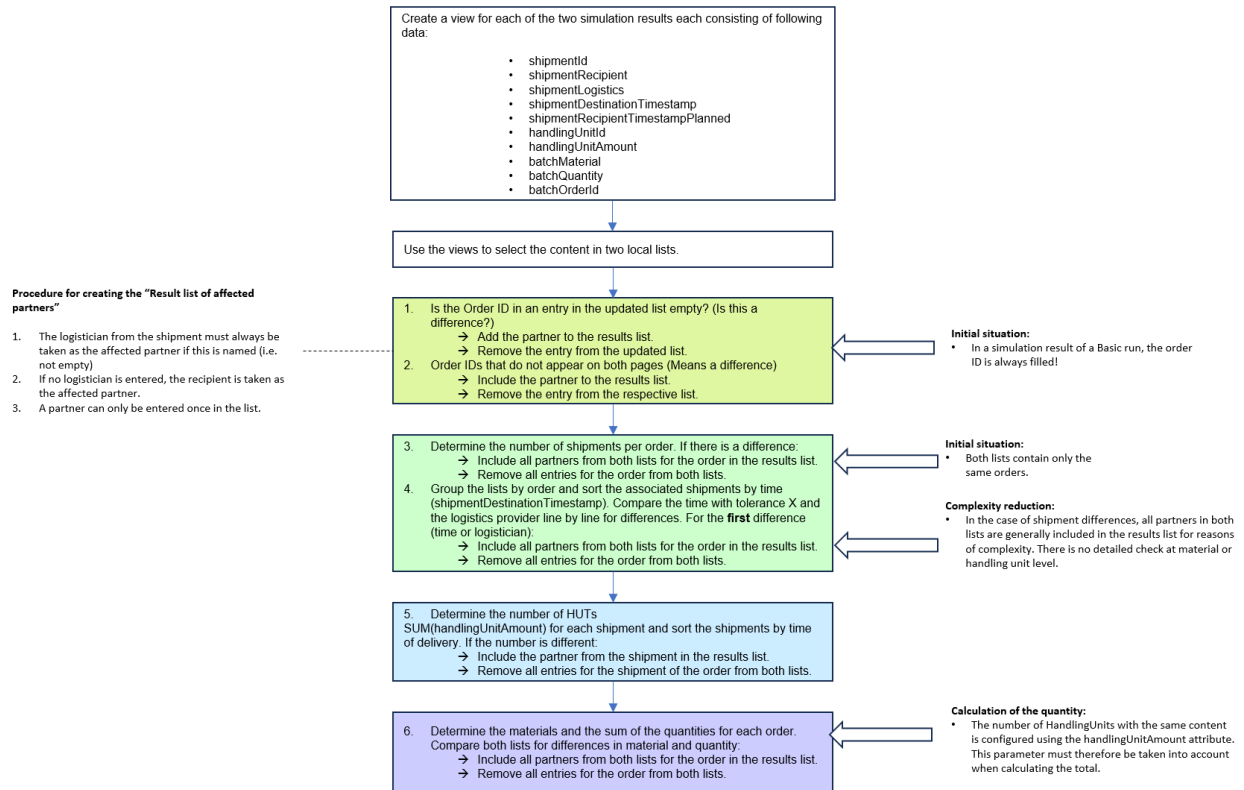 Create a view for each of the two simulation results each consisting of following
data:
• shipmentId
• shipmentRecipient
• shipmentLogistics
• shipmentDestinationTimestamp
• shipmentRecipientTimestampPlanned
• handlingUnitId
• handlingUnitAmount
• batchMaterial
• batchQuantity
• batchOrderId
Use the views to select the content in two local lists.
Procedure for creating the "Result list of affected
partners"
1. The logistician from the shipment must always be
taken as the affected partner if this is named (i.e.
not empty)
2. If no logistician is entered, the recipient is taken as
the affected partner.
3. A partner can only be entered once in the list.
1. Is the Order ID in an entry in the updated list empty? (Is this a
difference?)
→ Add the partner to the results list.
→ Remove the entry from the updated list.
2. Order IDs that do not appear on both pages (Means a difference)
→ Include the partner to the results list.
→ Remove the entry from the respective list.
Initial situation:
• In a simulation result of a Basic run, the order
ID is always filled!
3. Determine the number of shipments per order. If there is a difference:
→ Include all partners from both lists for the order in the results list.
→ Remove all entries for the order from both lists.
4. Group the lists by order and sort the associated shipments by time
(shipmentDestinationTimestamp). Compare the time with tolerance X and
the logistics provider line by line for differences. For the first difference
(time or logistician):
→ Include all partners from both lists for the order in the results list.
→ Remove all entries for the order from both lists.
Initial situation:
• Both lists contain only the
same orders.
Complexity reduction:
• In the case of shipment differences, all partners in both
lists are generally included in the results list for reasons
of complexity. There is no detailed check at material or
handling unit level.
5. Determine the number of HUTs
SUM(handlingUnitAmount) for each shipment and sort the shipments by time
of delivery. If the number is different:
→ Include the partner from the shipment in the results list.
→ Remove all entries for the shipment of the order from both lists.
6. Determine the materials and the sum of the quantities for each order.
Compare both lists for differences in material and quantity:
→ Include all partners from both lists for the order in the results list.
→ Remove all entries for the order from both lists.
Calculation of the quantity:
• The number of HandlingUnits with the same content
is configured using the handlingUnitAmount attribute.
This parameter must therefore be taken into account
when calculating the total.